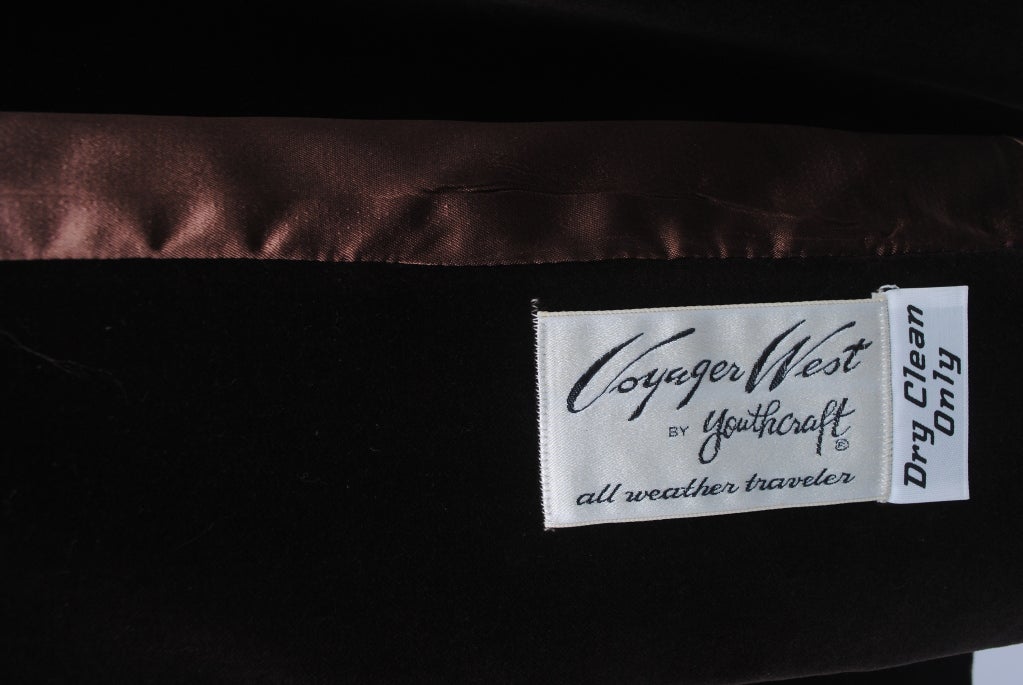 Voyager West
BY Youthcraft®
all weather traveler
Dry Clean
Only